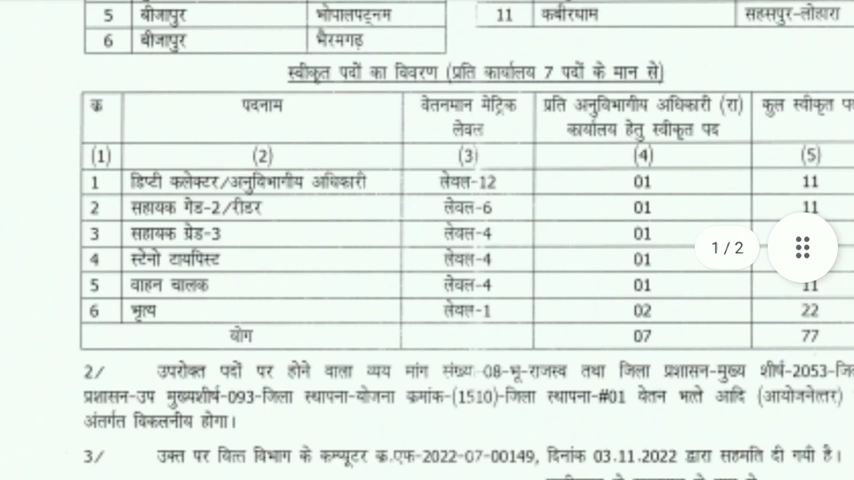 5 बीजापुर भोपालपट्नम 11 कबीरधाम सहसपुर-लोहारा
6 बीजापुर भैरमगढ़
स्वीकृत पदों का विवरण (प्रति कार्यालय 7 पदों के मान से)
क पदनाम वेतनमान मेट्रिक लेवल प्रति अनुविभागीय अधिकारी (रा) कार्यालय हेतु स्वीकृत पद कुल स्वीकृत
(1) (2) (3) (4) (5)
1 डिप्टी कलेक्टर/अनुविभागीय अधिकारी लेवल-12 01 11
2 सहायक ग्रेड-2/रीडर लेवल-6 01 11
3 सहायक ग्रेड-3 लेवल-4 01
4 स्टेनो टायपिस्ट लेवल-4 01
5 वाहन चालक लेवल-4 01 11
6 भृत्य लेवल-1 02 22
योग 07 77
1 / 2
2/ उपरोक्त पदों पर होने वाला व्यय मांग संख्य-08-भू-राजस्व तथा जिला प्रशासन-मुख्य शीर्ष-2053-
प्रशासन-उप मुख्यशीर्ष-093-जिला स्थापना-योजना कमांक-(1510)-जिला स्थापना-#01 वेतन भत्ते आदि (आयोजनेत्तर)
अंतर्गत विकलनीय होगा।
3/ उक्त पर वित्त विभाग के कम्प्यूटर क्र.एफ-2022-07-00149, दिनांक 03.11.2022 द्वारा सहमति दी गयी है।